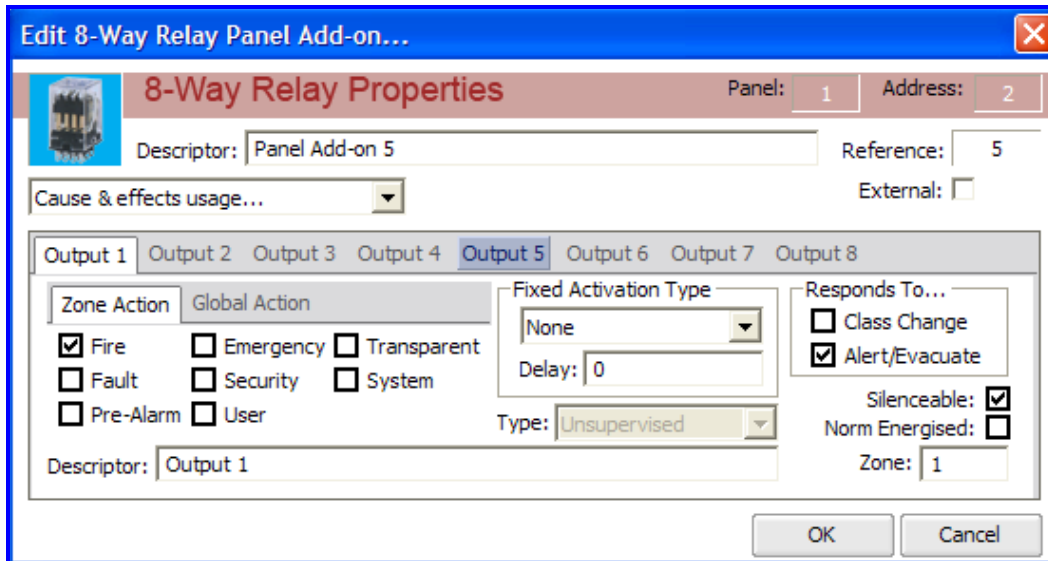 Edit 8-Way Relay Panel Add-on...
8-Way Relay Properties Panel: 1 Address: 2
Descriptor: Panel Add-on 5 Reference: 5
Cause & effects usage... External:
Output 1 Output 2 Output 3 Output 4 Output 5 Output 6 Output 7 Output 8
Zone Action Global Action Fixed Activation Type Responds To...
Fire Emergency Transparent None Class Change
Fault Security System Delay: 0 Alert/Evacuate
Pre-Alarm User Type: Unsupervised Silenceable:
Norm Energised:
Descriptor: Output 1 Zone: 1
OK Cancel